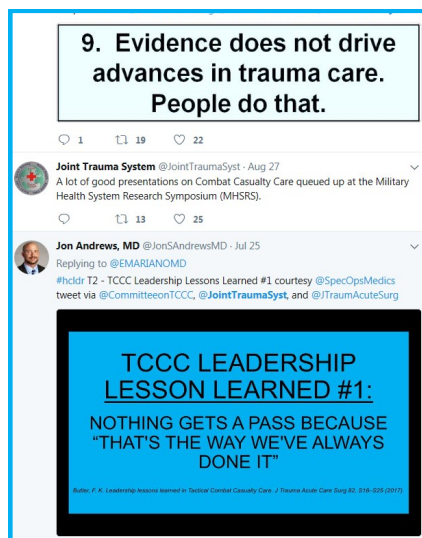 9. Evidence does not drive
advances in trauma care.
People do that.
1 19 22
Joint Trauma System @JointTraumaSyst · Aug 27
A lot of good presentations on Combat Casualty Care queued up at the Military
Health System Research Symposium (MHSRS).
13 25
Jon Andrews, MD @JonSAndrewsMD · Jul 25
Replying to @EMARIANOMD
#hcldr T2 - TCCC Leadership Lessons Learned #1 courtesy @SpecOpsMedics
tweet via @CommitteeonTCCC, @JointTraumaSyst, and @JTraumAcuteSurg
TCCC LEADERSHIP
LESSON LEARNED #1:
NOTHING GETS A PASS BECAUSE
“THAT'S THE WAY WE'VE ALWAYS
DONE IT”
Butler, F. K. Leadership lessons learned in Tactical Combat Casualty Care. J Trauma Acute Care Surg 82, S16–S25 (2017).